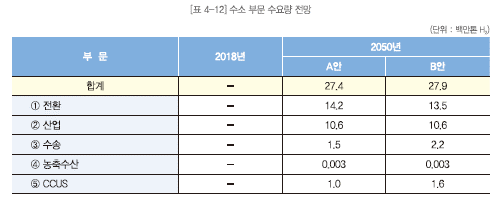 [표 4-12] 수소 부문 수요량 전망
(단위 : 백만톤 H₂)
부 문 2018년 2050년
A안 B안
합계 – 27.4 27.9
① 전환 – 14.2 13.5
② 산업 – 10.6 10.6
③ 수송 – 1.5 2.2
④ 농축수산 – 0.003 0.003
⑤ CCUS – 1.0 1.6